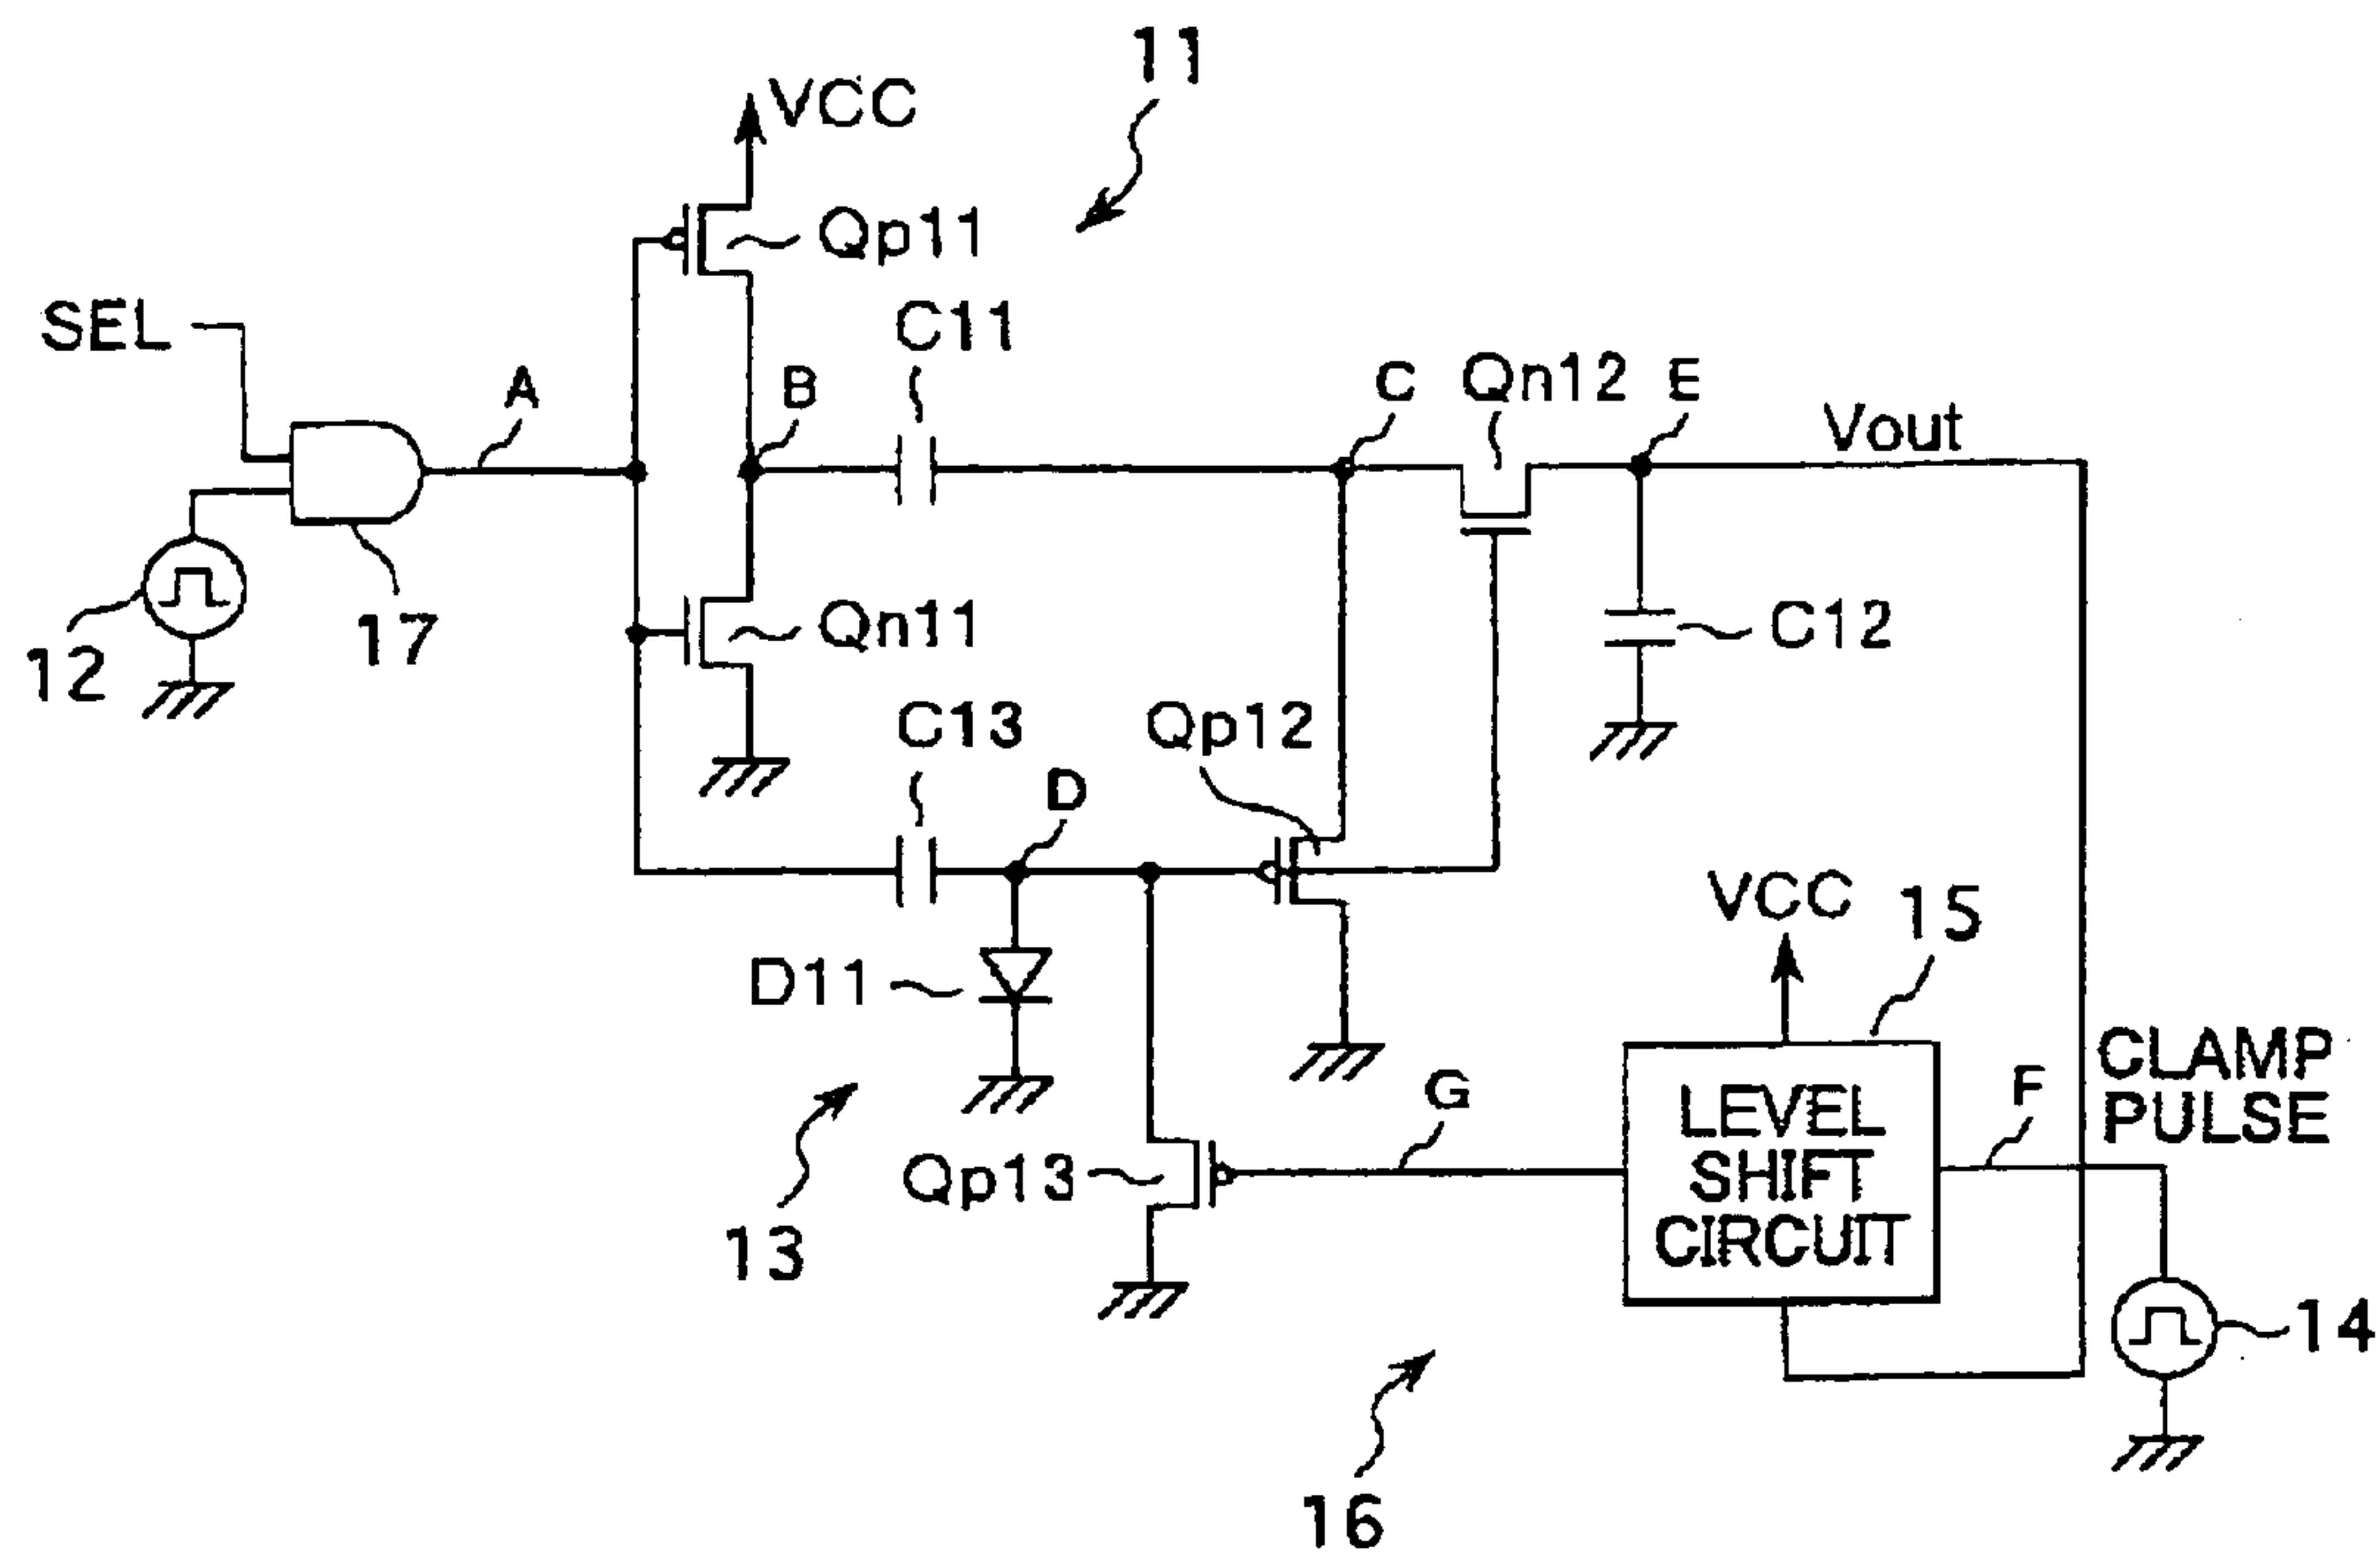 11
VCC
Qp11
SEL
C11
A
B
C
Qn12
E
Vout
12
17
Qn11
C12
C13
Qp12
D
VCC
15
D11
CLAMP
PULSE
G
F
LEVEL
SHIFT
CIRCUIT
Qp13
13
14
16